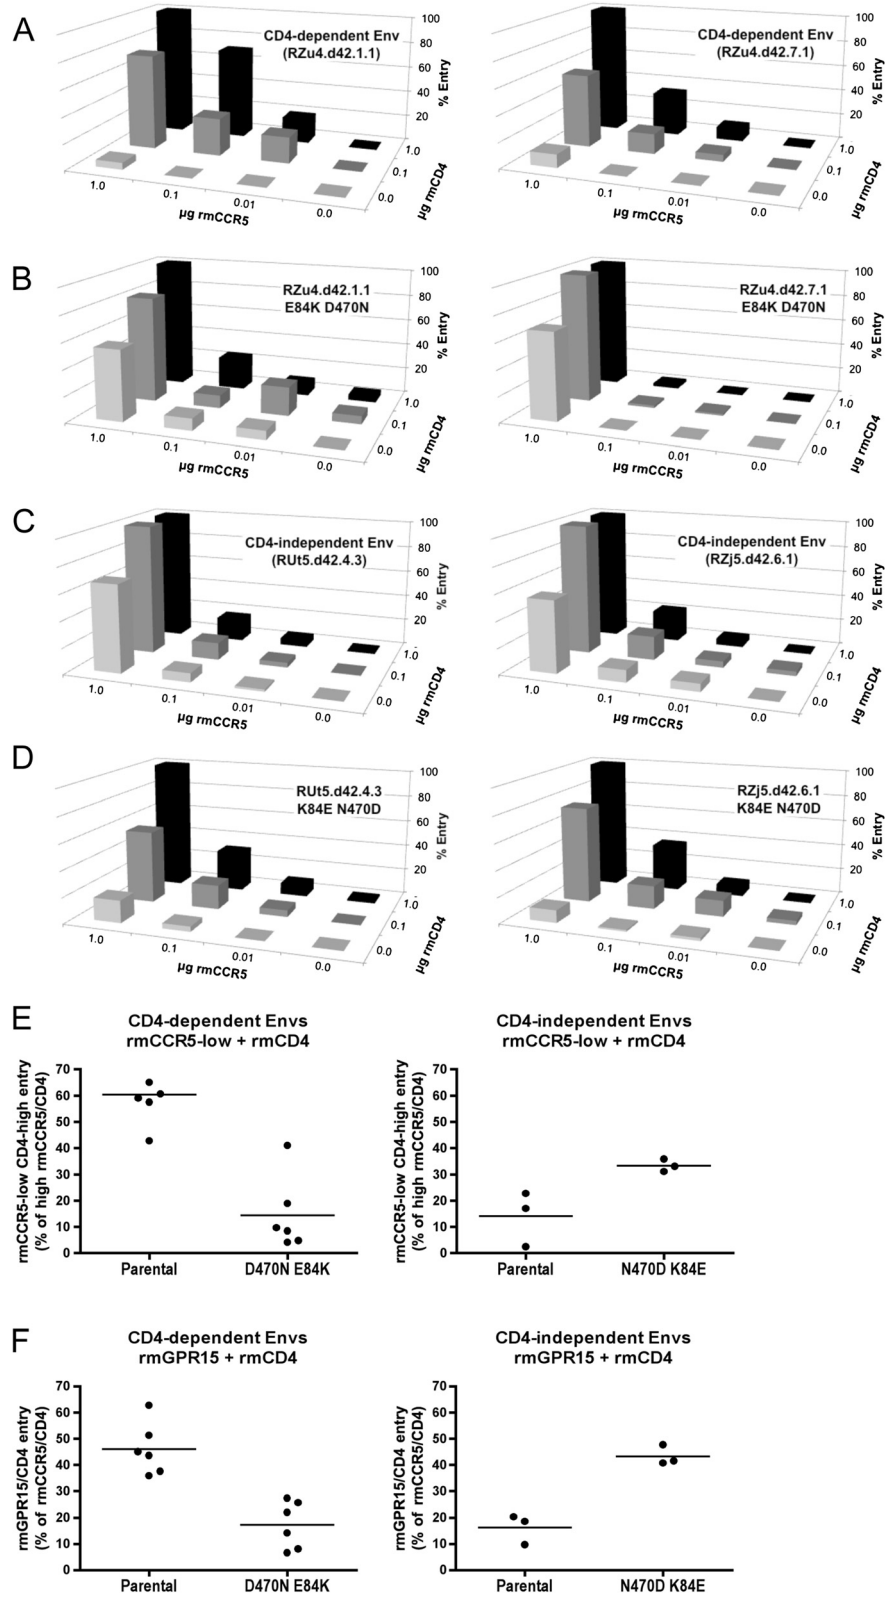 A
CD4-dependent Env
(RZu4.d42.1.1)
100
80
60
40
20
% Entry
1.0
0.1
0.0
µg rmCD4
1.0
0.1
0.01
0.0
µg rmCCR5
CD4-dependent Env
(RZu4.d42.7.1)
100
80
60
40
20
% Entry
1.0
0.1
0.0
µg rmCD4
1.0
0.1
0.01
0.0
µg rmCCR5
B
RZu4.d42.1.1
E84K D470N
100
80
60
40
20
% Entry
1.0
0.1
0.0
µg rmCD4
1.0
0.1
0.01
0.0
µg rmCCR5
RZu4.d42.7.1
E84K D470N
100
80
60
40
20
% Entry
1.0
0.1
0.0
µg rmCD4
1.0
0.1
0.01
0.0
µg rmCCR5
C
CD4-independent Env
(RUt5.d42.4.3)
100
80
60
40
20
% Entry
1.0
0.1
0.0
µg rmCD4
1.0
0.1
0.01
0.0
µg rmCCR5
CD4-independent Env
(RZj5.d42.6.1)
100
80
60
40
20
% Entry
1.0
0.1
0.0
µg rmCD4
1.0
0.1
0.01
0.0
µg rmCCR5
D
RUt5.d42.4.3
K84E N470D
100
80
60
40
20
% Entry
1.0
0.1
0.0
µg rmCD4
1.0
0.1
0.01
0.0
µg rmCCR5
RZj5.d42.6.1
K84E N470D
100
80
60
40
20
% Entry
1.0
0.1
0.0
µg rmCD4
1.0
0.1
0.01
0.0
µg rmCCR5
E
CD4-dependent Envs
rmCCR5-low + rmCD4
rmCCR5-low CD4-high entry
(% of high rmCCR5/CD4)
70
60
50
40
30
20
10
0
Parental
D470N E84K
CD4-independent Envs
rmCCR5-low + rmCD4
rmCCR5-low CD4-high entry
(% of high rmCCR5/CD4)
70
60
50
40
30
20
10
0
Parental
N470D K84E
F
CD4-dependent Envs
rmGPR15 + rmCD4
rmGPR15/CD4 entry
(% of rmCCR5/CD4)
70
60
50
40
30
20
10
0
Parental
D470N E84K
CD4-independent Envs
rmGPR15 + rmCD4
rmGPR15/CD4 entry
(% of rmCCR5/CD4)
70
60
50
40
30
20
10
0
Parental
N470D K84E